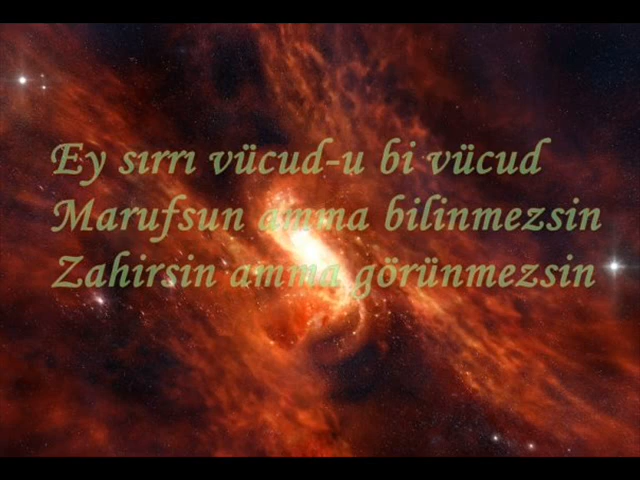 Ey sırrı vücud-u bi vücud
Marufsun amma bilinmezsin
Zahirsin amma görünmezsin